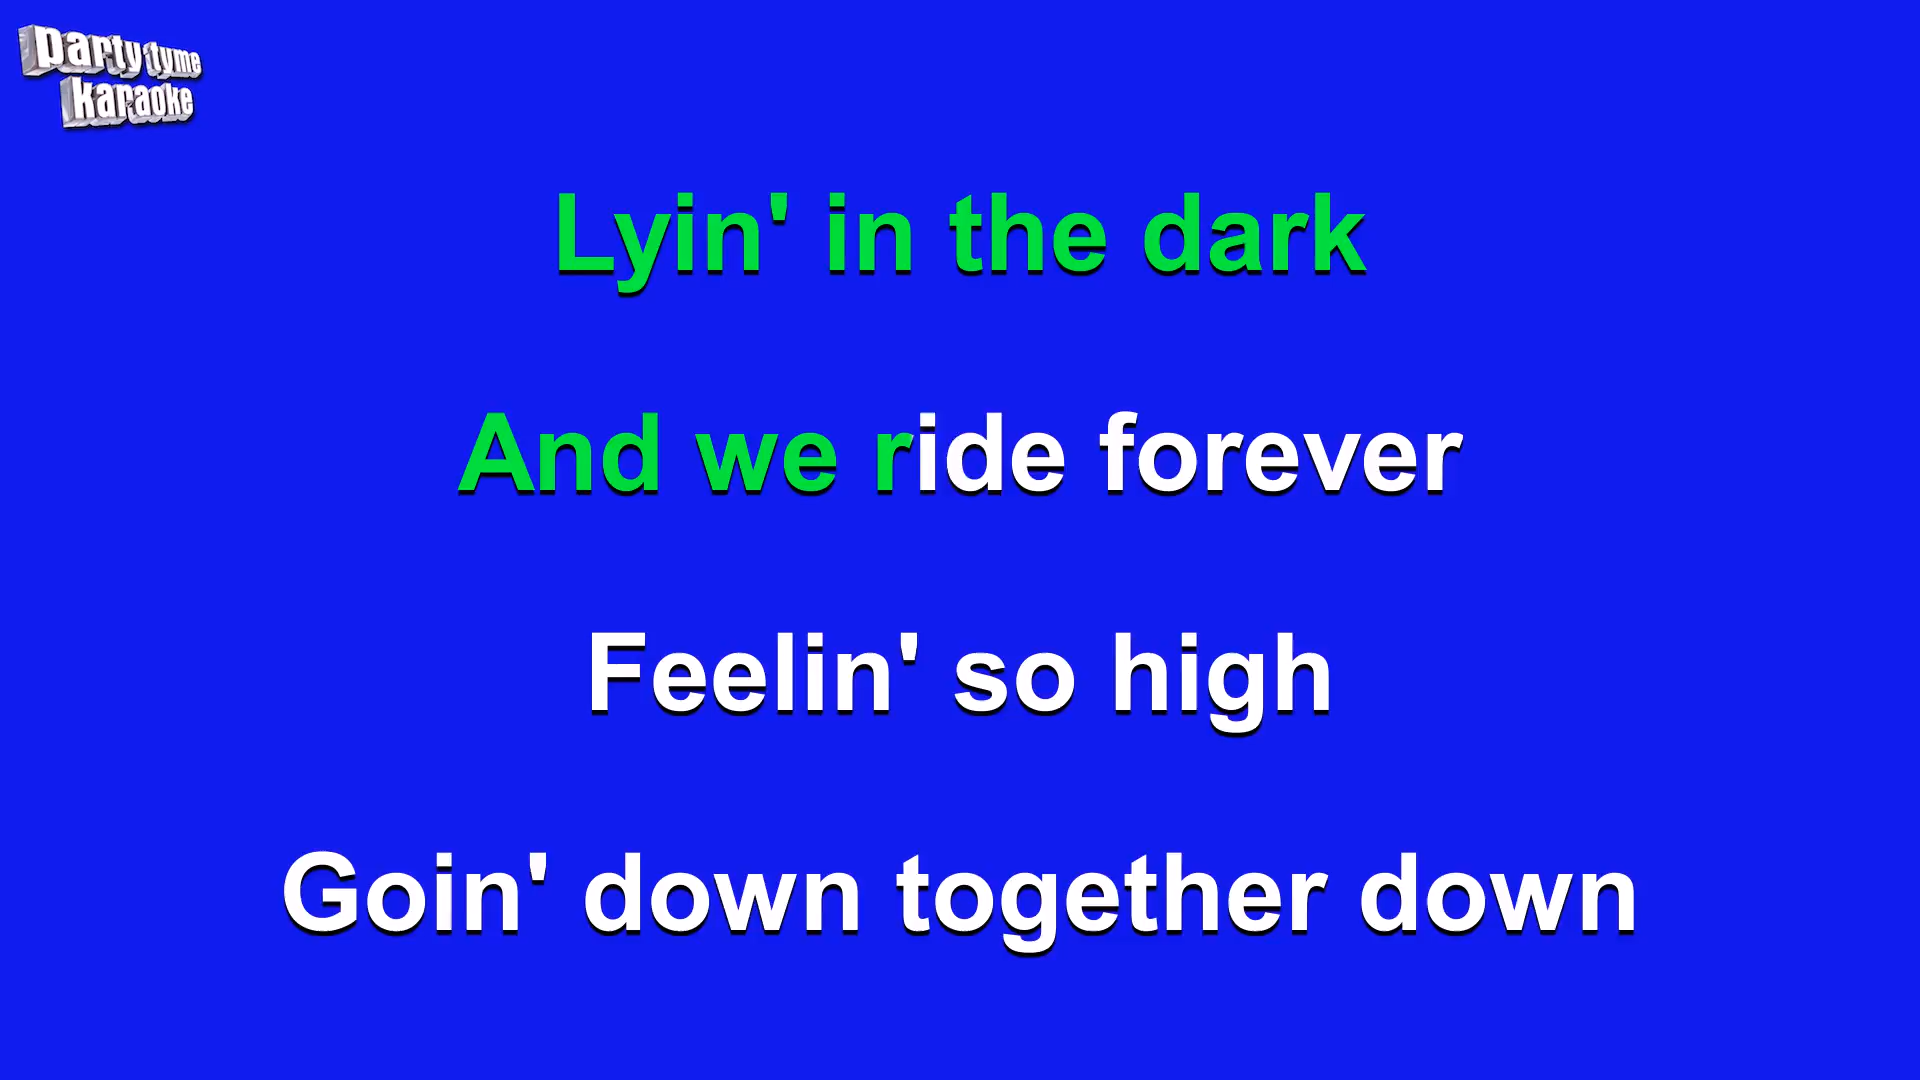 party tyme
karaoke
Lyin' in the dark
And we ride forever
Feelin' so high
Goin' down together down